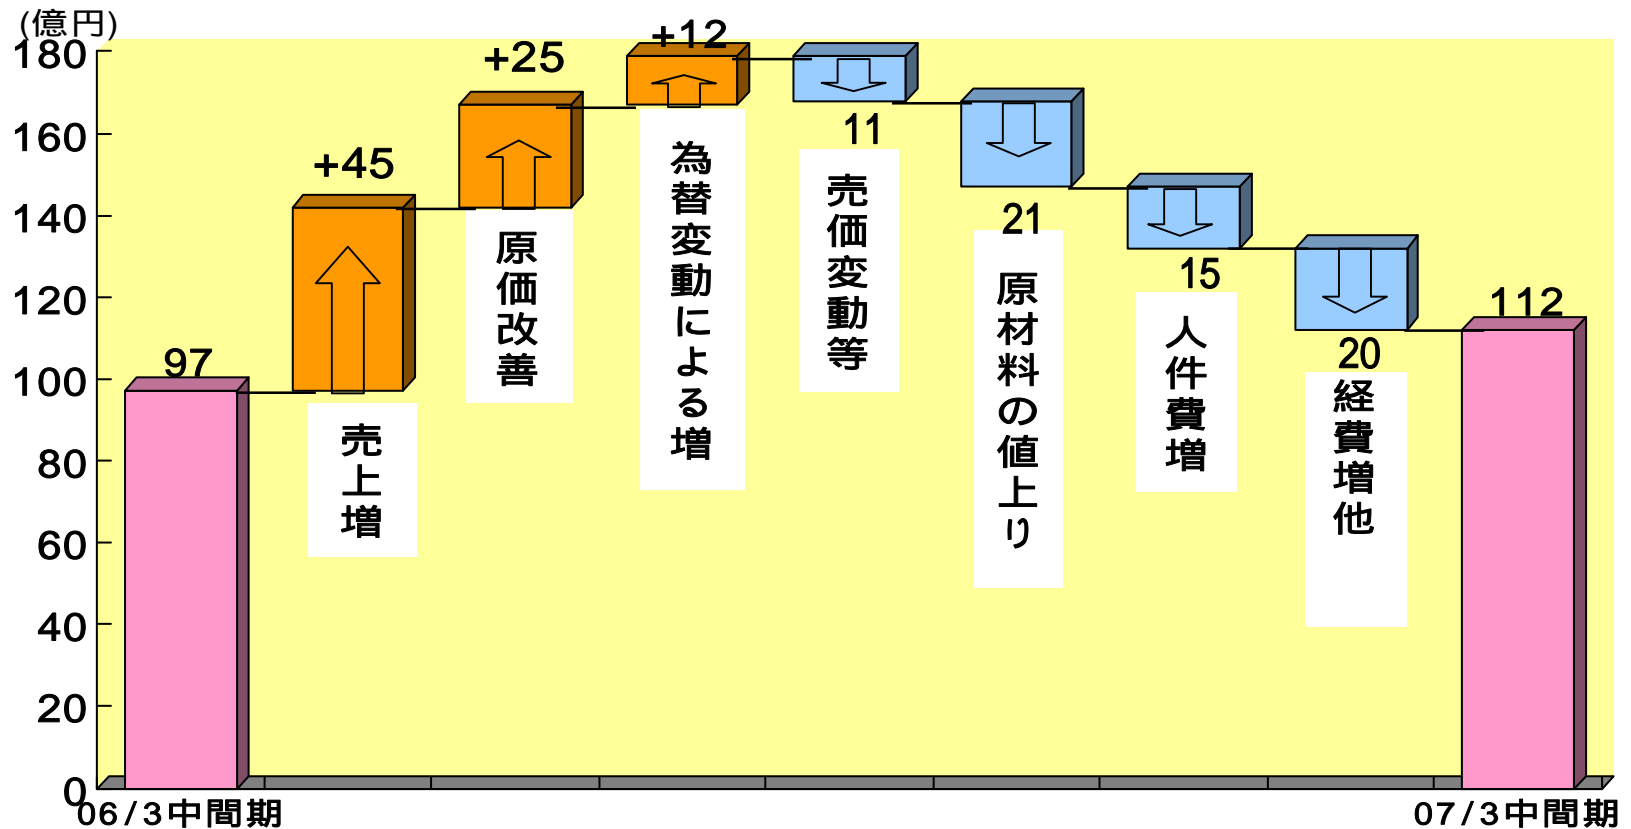 (億円)
180
160
140
120
100
80
60
40
20
0
97
+45
+25
+12
11
21
15
20
112
売上増
原価改善
為替変動による増
売価変動等
原材料の値上り
人件費増
経費増他
06/3中間期
07/3中間期